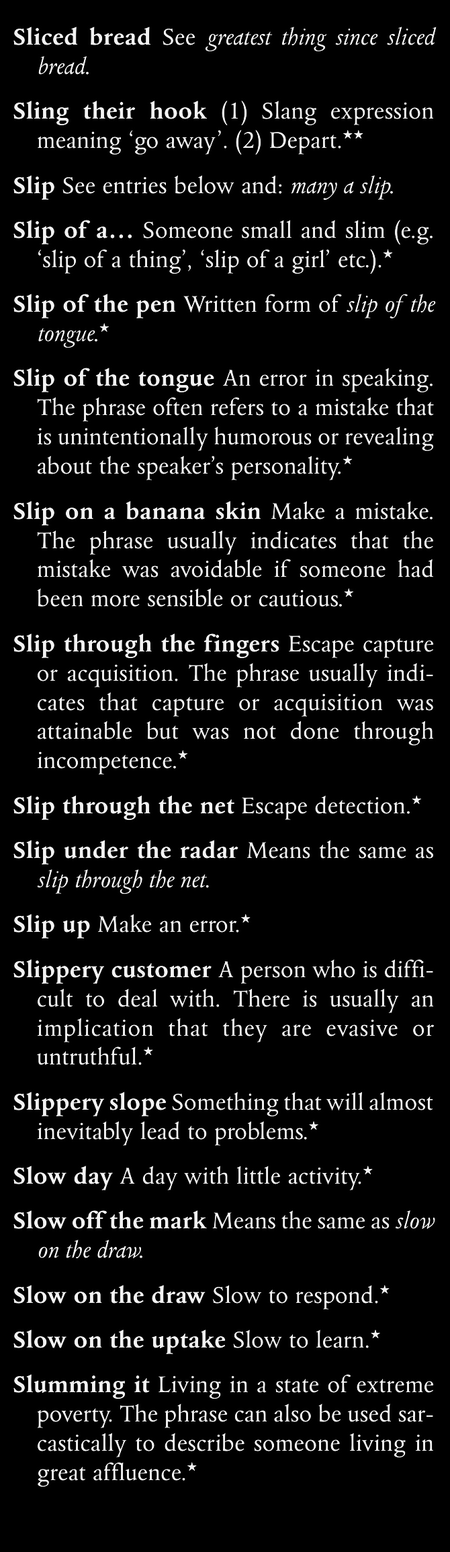 Sliced bread See greatest thing since sliced
bread.
Sling their hook (1) Slang expression
meaning ‘go away’. (2) Depart.★★
Slip See entries below and: many a slip.
Slip of a… Someone small and slim (e.g.
‘slip of a thing’, ‘slip of a girl’ etc.).★
Slip of the pen Written form of slip of the
tongue.★
Slip of the tongue An error in speaking.
The phrase often refers to a mistake that
is unintentionally humorous or revealing
about the speaker’s personality.★
Slip on a banana skin Make a mistake.
The phrase usually indicates that the
mistake was avoidable if someone had
been more sensible or cautious.★
Slip through the fingers Escape capture
or acquisition. The phrase usually indi-
cates that capture or acquisition was
attainable but was not done through
incompetence.★
Slip through the net Escape detection.★
Slip under the radar Means the same as
slip through the net.
Slip up Make an error.★
Slippery customer A person who is diffi-
cult to deal with. There is usually an
implication that they are evasive or
untruthful.★
Slippery slope Something that will almost
inevitably lead to problems.★
Slow day A day with little activity.★
Slow off the mark Means the same as slow
on the draw.
Slow on the draw Slow to respond.★
Slow on the uptake Slow to learn.★
Slumming it Living in a state of extreme
poverty. The phrase can also be used sar-
castically to describe someone living in
great affluence.★